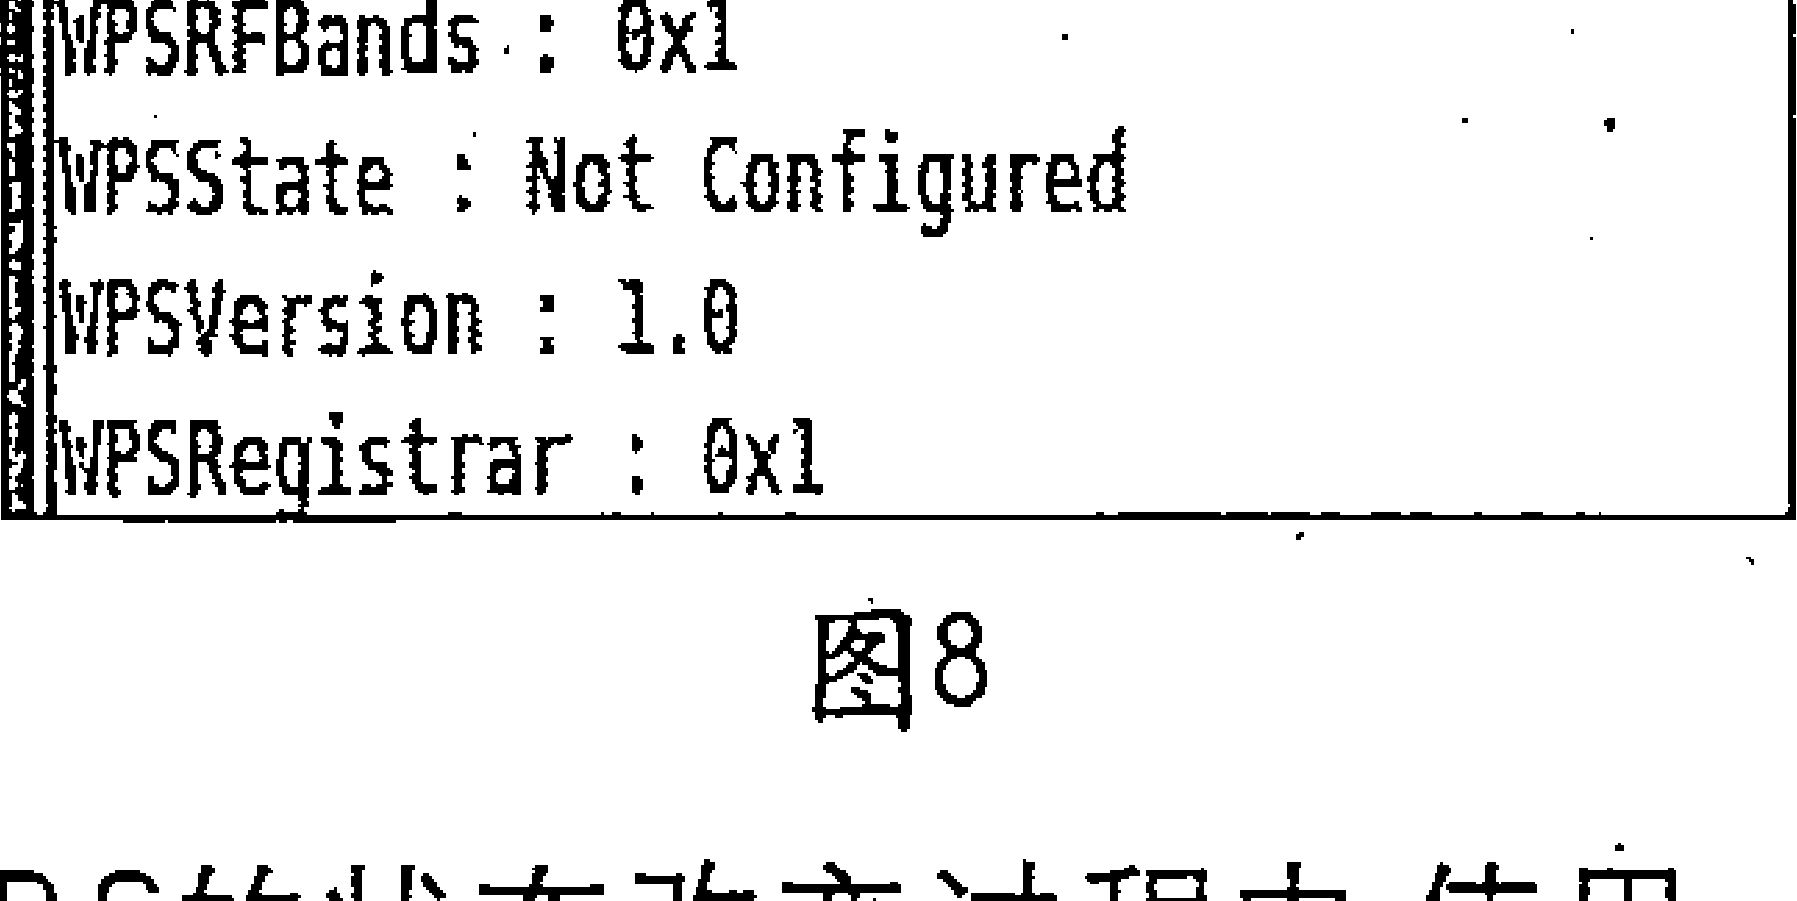 WPSRFBands : 0x1
WPSState : Not Configured
WPSVersion : 1.0
WPSRegistrar : 0x1
图8